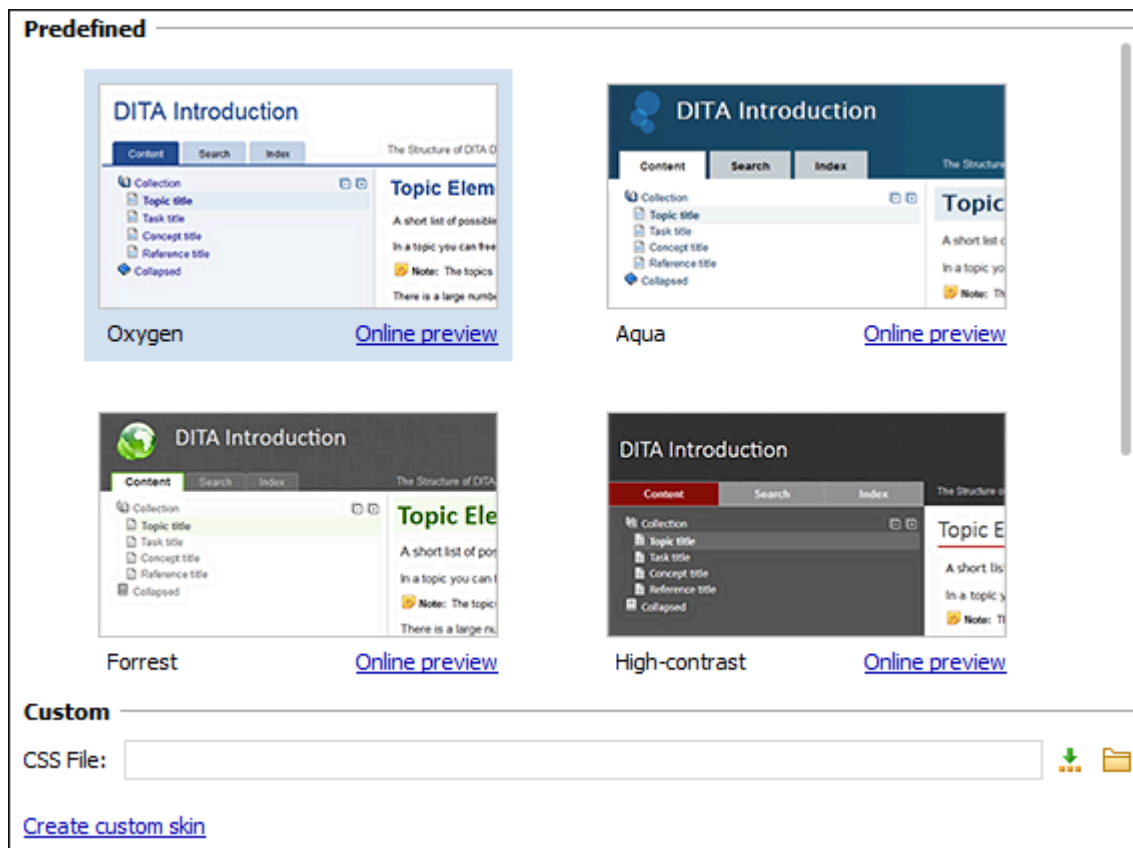 Predefined
DITA Introduction
Content Search Index
The Structure of DITA D
Collection
Topic title
Task title
Concept title
Reference title
Collapsed
Topic Elem
A short list of possible
In a topic you can free
Note: The topics
There is a large numbe
Oxygen Online preview
DITA Introduction
Content Search Index
The Structure
Collection
Topic title
Task title
Concept title
Reference title
Collapsed
Topic
A short list c
In a topic yo
Note: Th
Aqua Online preview
DITA Introduction
Content Search Index
The Structure of DITA
Collection
Topic title
Task title
Concept title
Reference title
Collapsed
Topic Ele
A short list of pos
In a topic you can f
Note: The topic
There is a large nu
Forrest Online preview
DITA Introduction
Content Search Index
The Structure o
Collection
Topic title
Task title
Concept title
Reference title
Collapsed
Topic E
A short lis
In a topic y
Note: T
High-contrast Online preview
Custom
CSS File:
Create custom skin